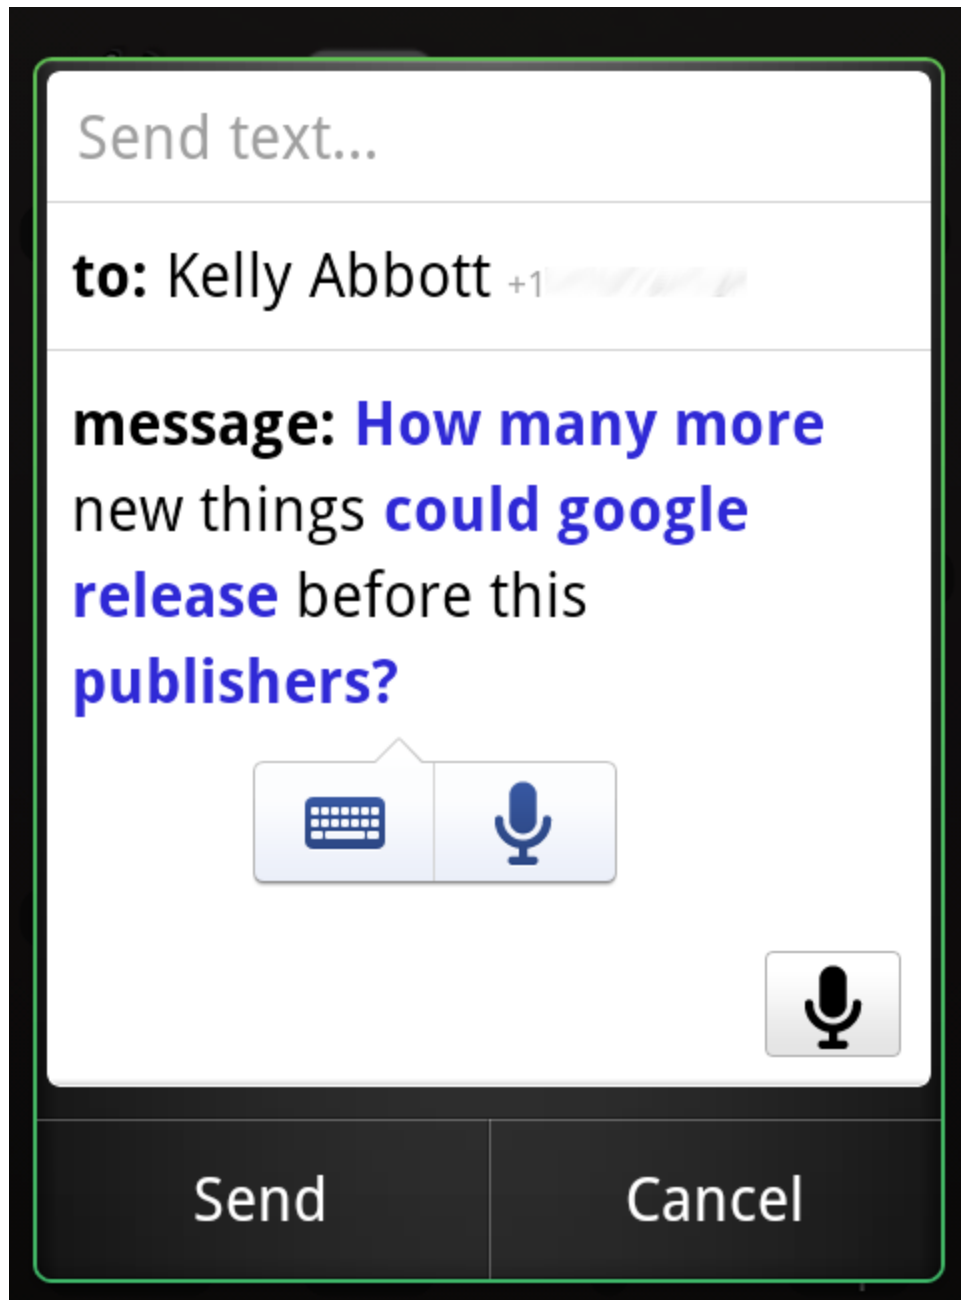 Send text...
to: Kelly Abbott +1
message: How many more
new things could google
release before this
publishers?
Send
Cancel